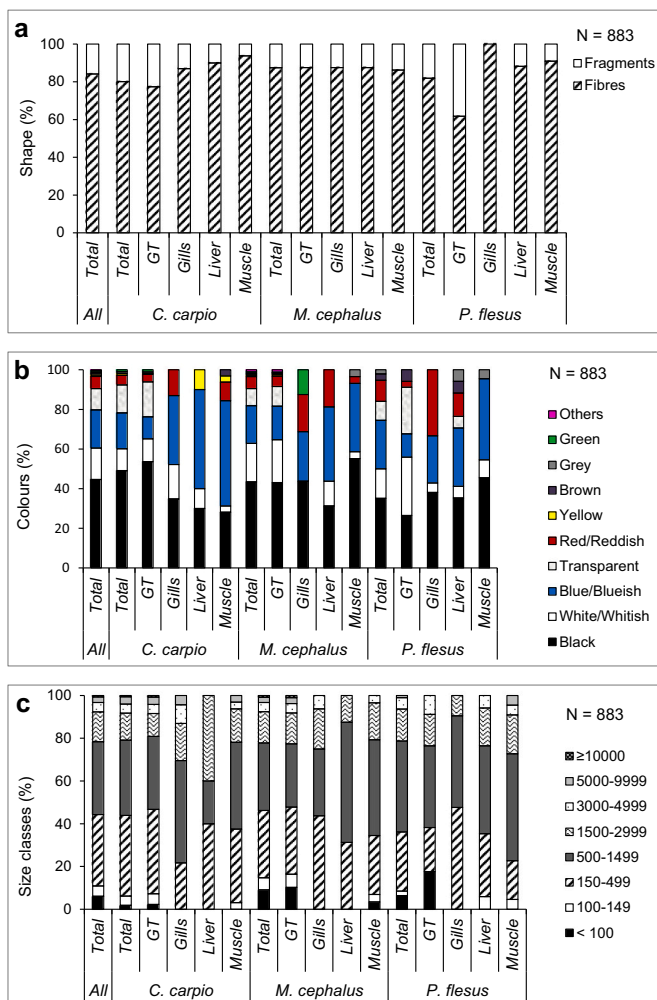 a
N = 883
Fragments
Fibres
Shape (%)
100
80
60
40
20
0
Total Total GT Gills Liver Muscle Total GT Gills Liver Muscle Total GT Gills Liver Muscle
All C. carpio M. cephalus P. flesus
b
N = 883
Others
Green
Grey
Brown
Yellow
Red/Reddish
Transparent
Blue/Blueish
White/Whitish
Black
Colours (%)
100
80
60
40
20
0
Total Total GT Gills Liver Muscle Total GT Gills Liver Muscle Total GT Gills Liver Muscle
All C. carpio M. cephalus P. flesus
c
N = 883
≥10000
5000-9999
3000-4999
1500-2999
500-1499
150-499
100-149
< 100
Size classes (%)
100
80
60
40
20
0
Total Total GT Gills Liver Muscle Total GT Gills Liver Muscle Total GT Gills Liver Muscle
All C. carpio M. cephalus P. flesus